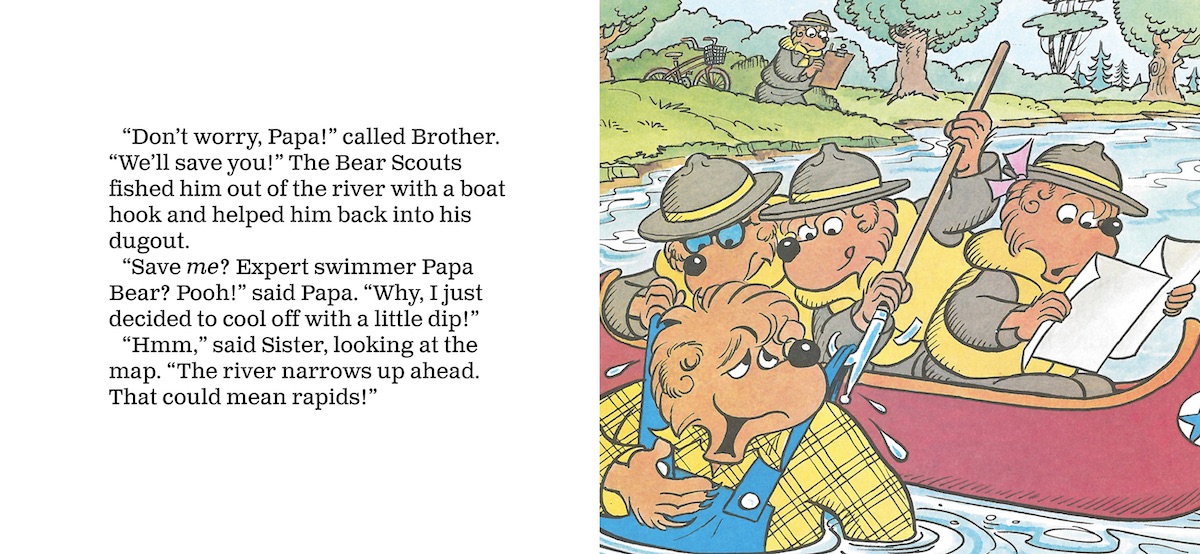 “Don’t worry, Papa!” called Brother.
“We’ll save you!” The Bear Scouts
fished him out of the river with a boat
hook and helped him back into his
dugout.
“Save me? Expert swimmer Papa
Bear? Pooh!” said Papa. “Why, I just
decided to cool off with a little dip!”
“Hmm,” said Sister, looking at the
map. “The river narrows up ahead.
That could mean rapids!”